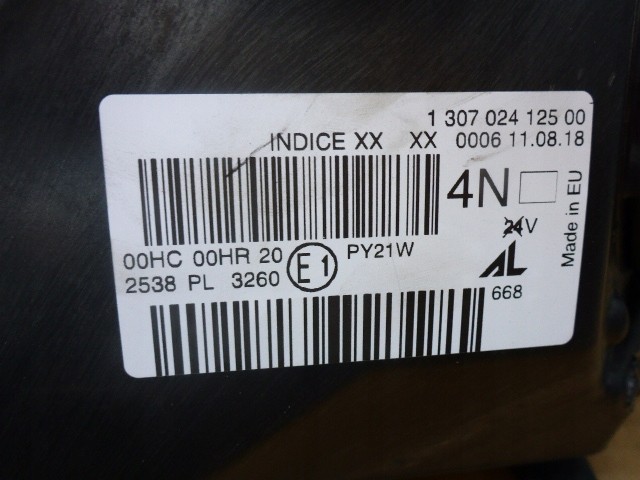 1 307 024 125 00
INDICE XX XX 0006 11.08.18
4N
24V
Made in EU
00HC 00HR 20
2538 PL 3260
E1
PY21W
AL
668